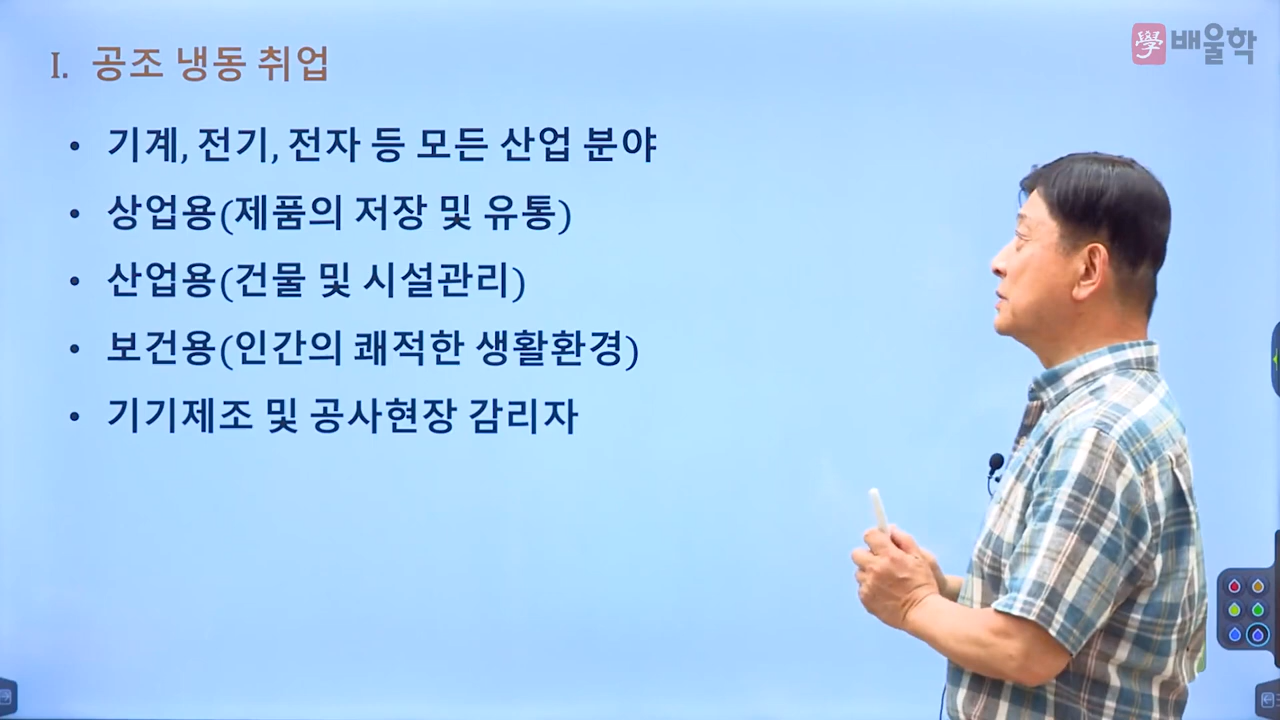 I. 공조 냉동 취업
學 배울학
• 기계, 전기, 전자 등 모든 산업 분야
• 상업용(제품의 저장 및 유통)
• 산업용(건물 및 시설관리)
• 보건용(인간의 쾌적한 생활환경)
• 기기제조 및 공사현장 감리자